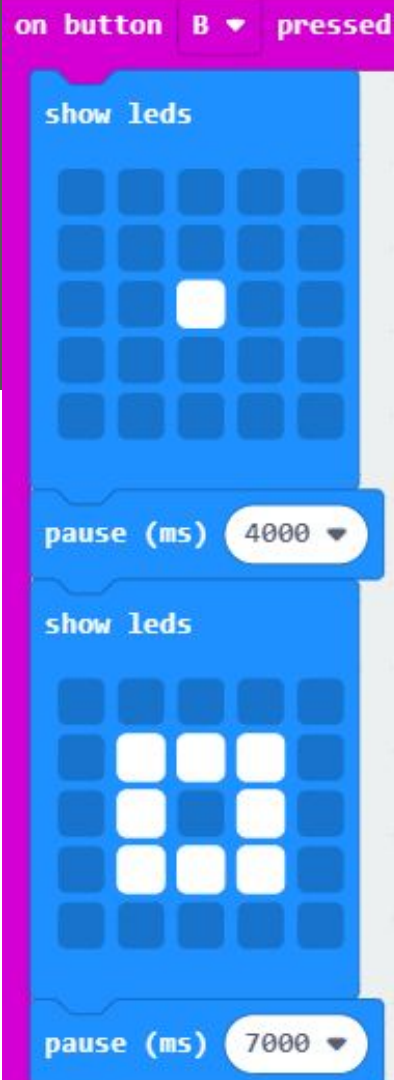 on button B pressed
show leds
pause (ms) 4000
show leds
pause (ms) 7000